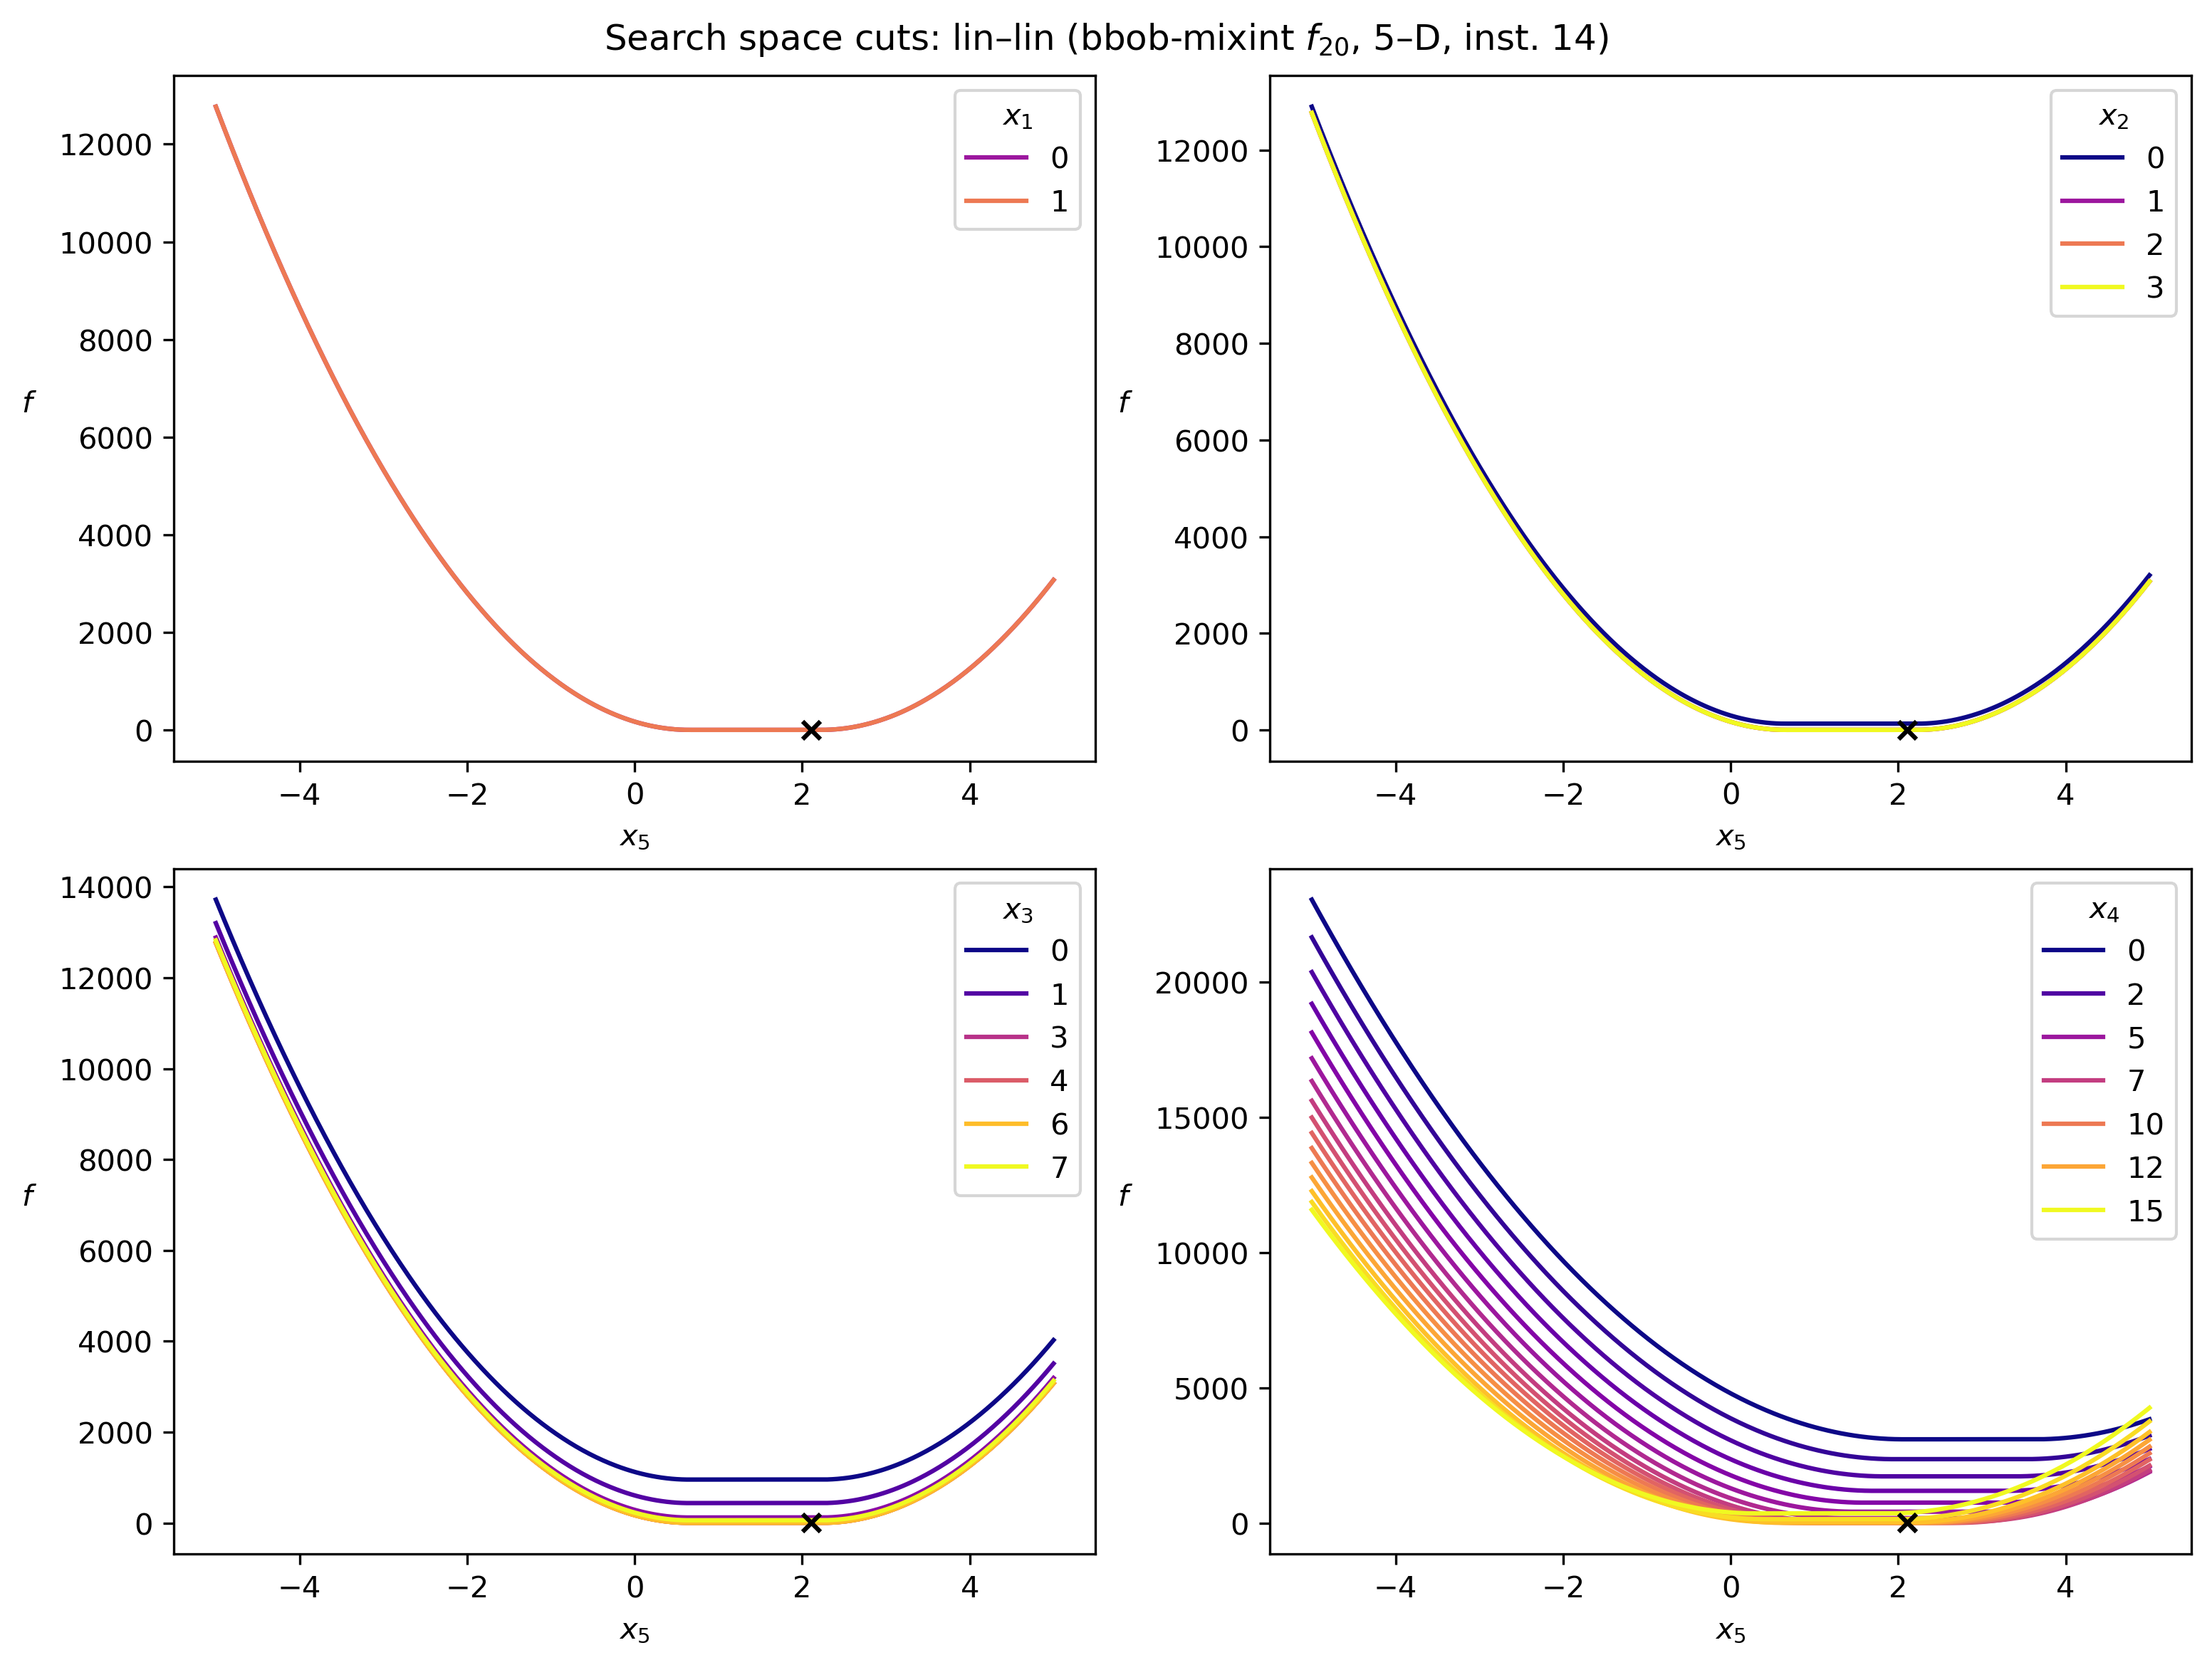 Search space cuts: lin–lin (bbob-mixint f20, 5–D, inst. 14)
12000
10000
8000
6000
4000
2000
0
f
−4 −2 0 2 4
x5
x1
0
1
12000
10000
8000
6000
4000
2000
0
f
−4 −2 0 2 4
x5
x2
0
1
2
3
14000
12000
10000
8000
6000
4000
2000
0
f
−4 −2 0 2 4
x5
x3
0
1
3
4
6
7
20000
15000
10000
5000
0
f
−4 −2 0 2 4
x5
x4
0
2
5
7
10
12
15